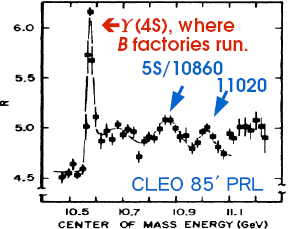 6.0
5.5
5.0
4.5
R
←ϒ(4S), where
B factories run.
5S/10860
11020
CLEO 85′ PRL
10.5 10.7 10.9 11.1
CENTER OF MASS ENERGY (GeV)